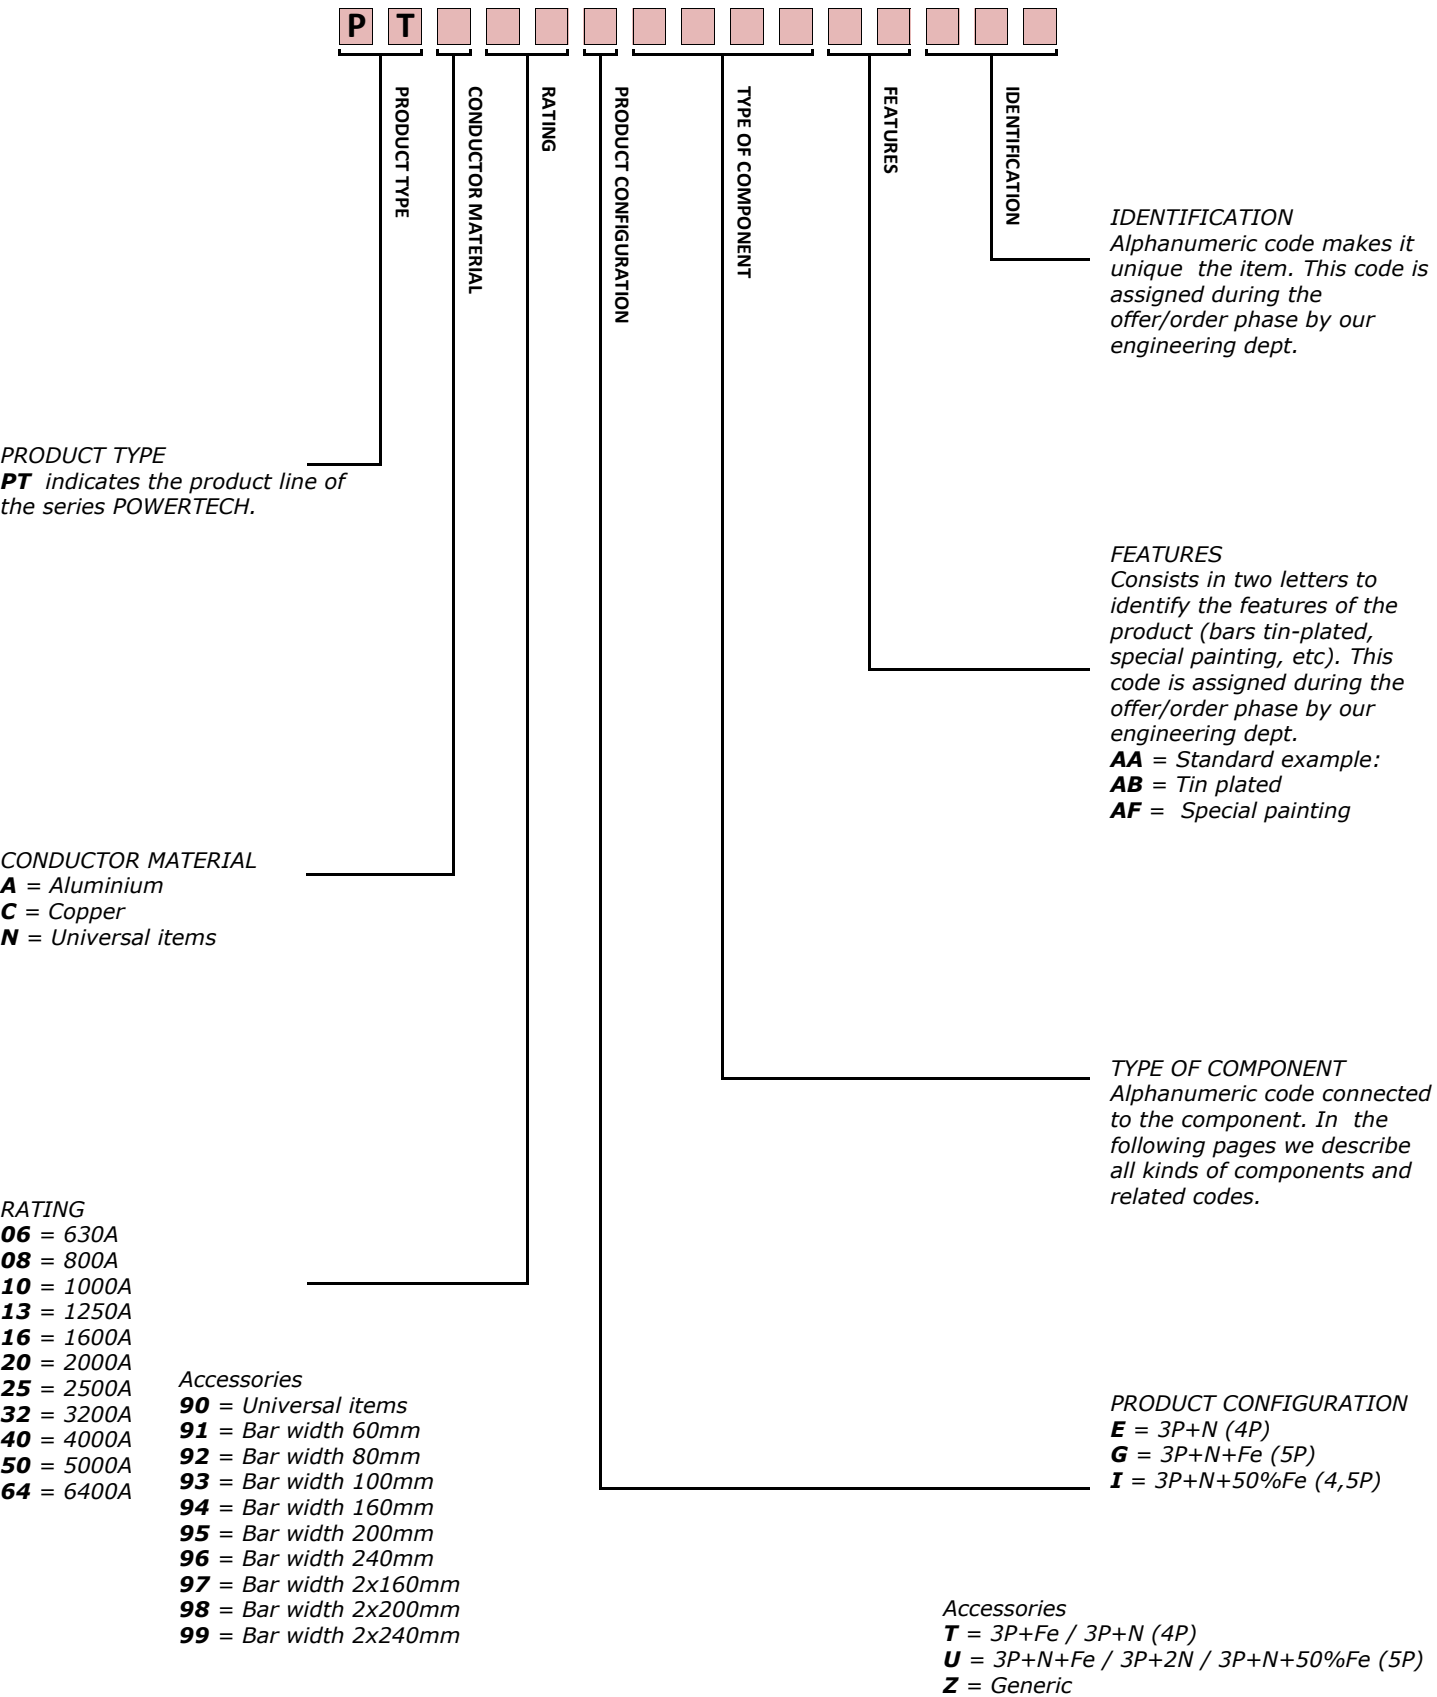 P T
PRODUCT TYPE
CONDUCTOR MATERIAL
RATING
PRODUCT CONFIGURATION
TYPE OF COMPONENT
FEATURES
IDENTIFICATION
IDENTIFICATION
Alphanumeric code makes it
unique  the item. This code is
assigned during the
offer/order phase by our
engineering dept.
PRODUCT TYPE
PT  indicates the product line of
the series POWERTECH.
FEATURES
Consists in two letters to
identify the features of the
product (bars tin-plated,
special painting, etc). This
code is assigned during the
offer/order phase by our
engineering dept.
AA = Standard example:
AB = Tin plated
AF =  Special painting
CONDUCTOR MATERIAL
A = Aluminium
C = Copper
N = Universal items
TYPE OF COMPONENT
Alphanumeric code connected
to the component. In  the
following pages we describe
all kinds of components and
related codes.
RATING
06 = 630A
08 = 800A
10 = 1000A
13 = 1250A
16 = 1600A
20 = 2000A
25 = 2500A
32 = 3200A
40 = 4000A
50 = 5000A
64 = 6400A
Accessories
90 = Universal items
91 = Bar width 60mm
92 = Bar width 80mm
93 = Bar width 100mm
94 = Bar width 160mm
95 = Bar width 200mm
96 = Bar width 240mm
97 = Bar width 2x160mm
98 = Bar width 2x200mm
99 = Bar width 2x240mm
PRODUCT CONFIGURATION
E = 3P+N (4P)
G = 3P+N+Fe (5P)
I = 3P+N+50%Fe (4,5P)
Accessories
T = 3P+Fe / 3P+N (4P)
U = 3P+N+Fe / 3P+2N / 3P+N+50%Fe (5P)
Z = Generic